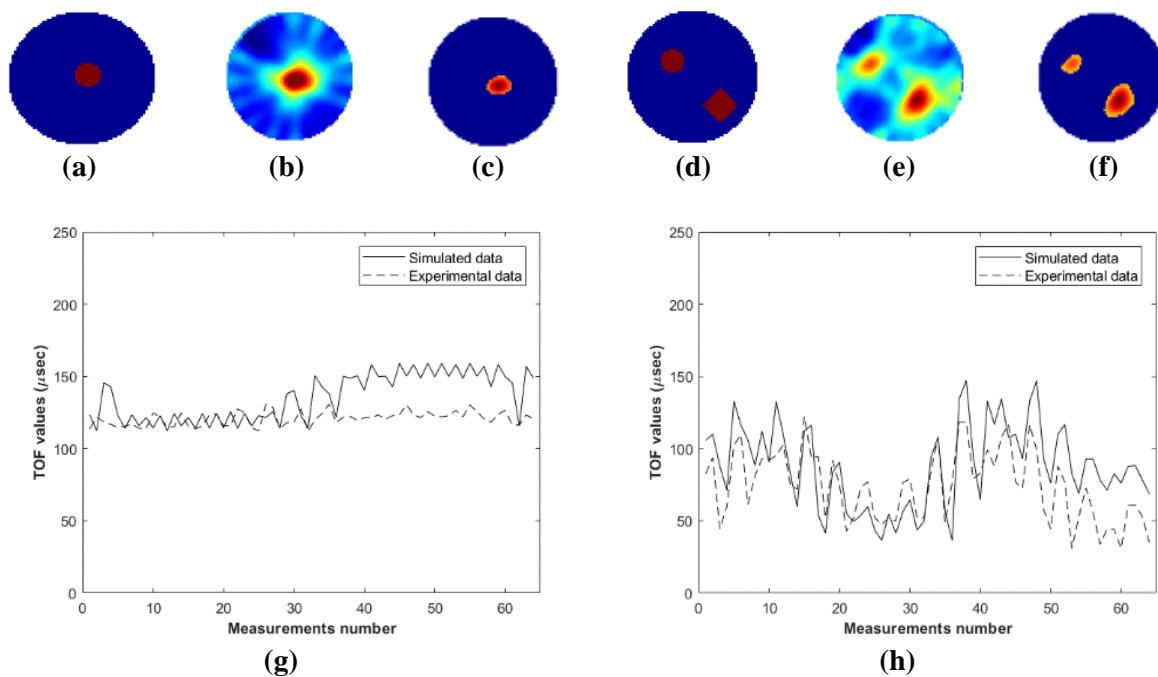 (a) (b) (c) (d) (e) (f)
250
200
150
100
50
0
TOF values (μsec)
Simulated data
Experimental data
0 10 20 30 40 50 60
Measurements number
(g)
250
200
150
100
50
0
TOF values (μsec)
Simulated data
Experimental data
0 10 20 30 40 50 60
Measurements number
(h)